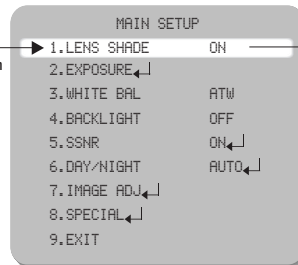 MAIN SETUP
1.LENS SHADE ON
2.EXPOSURE↲
3.WHITE BAL ATW
4.BACKLIGHT OFF
5.SSNR ON↲
6.DAY/NIGHT AUTO↲
7.IMAGE ADJ↲
8.SPECIAL↲
9.EXIT